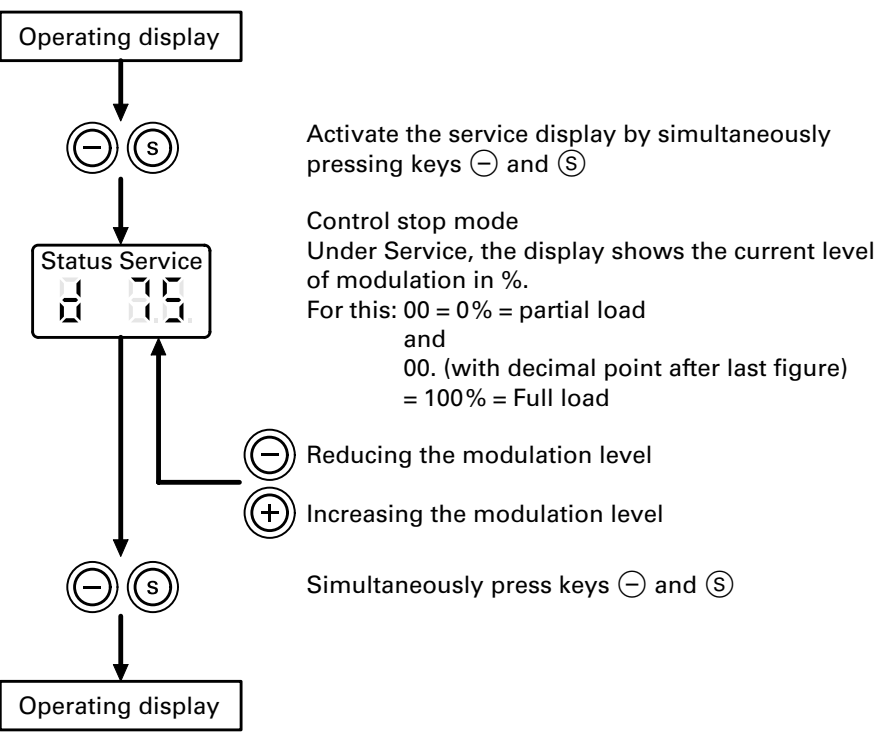 Operating display
− S
Activate the service display by simultaneously
pressing keys − and S
Control stop mode
Under Service, the display shows the current level
of modulation in %.
For this: 00 = 0% = partial load
and
00. (with decimal point after last figure)
= 100% = Full load
Status Service
d 75
− Reducing the modulation level
+ Increasing the modulation level
− S
Simultaneously press keys − and S
Operating display